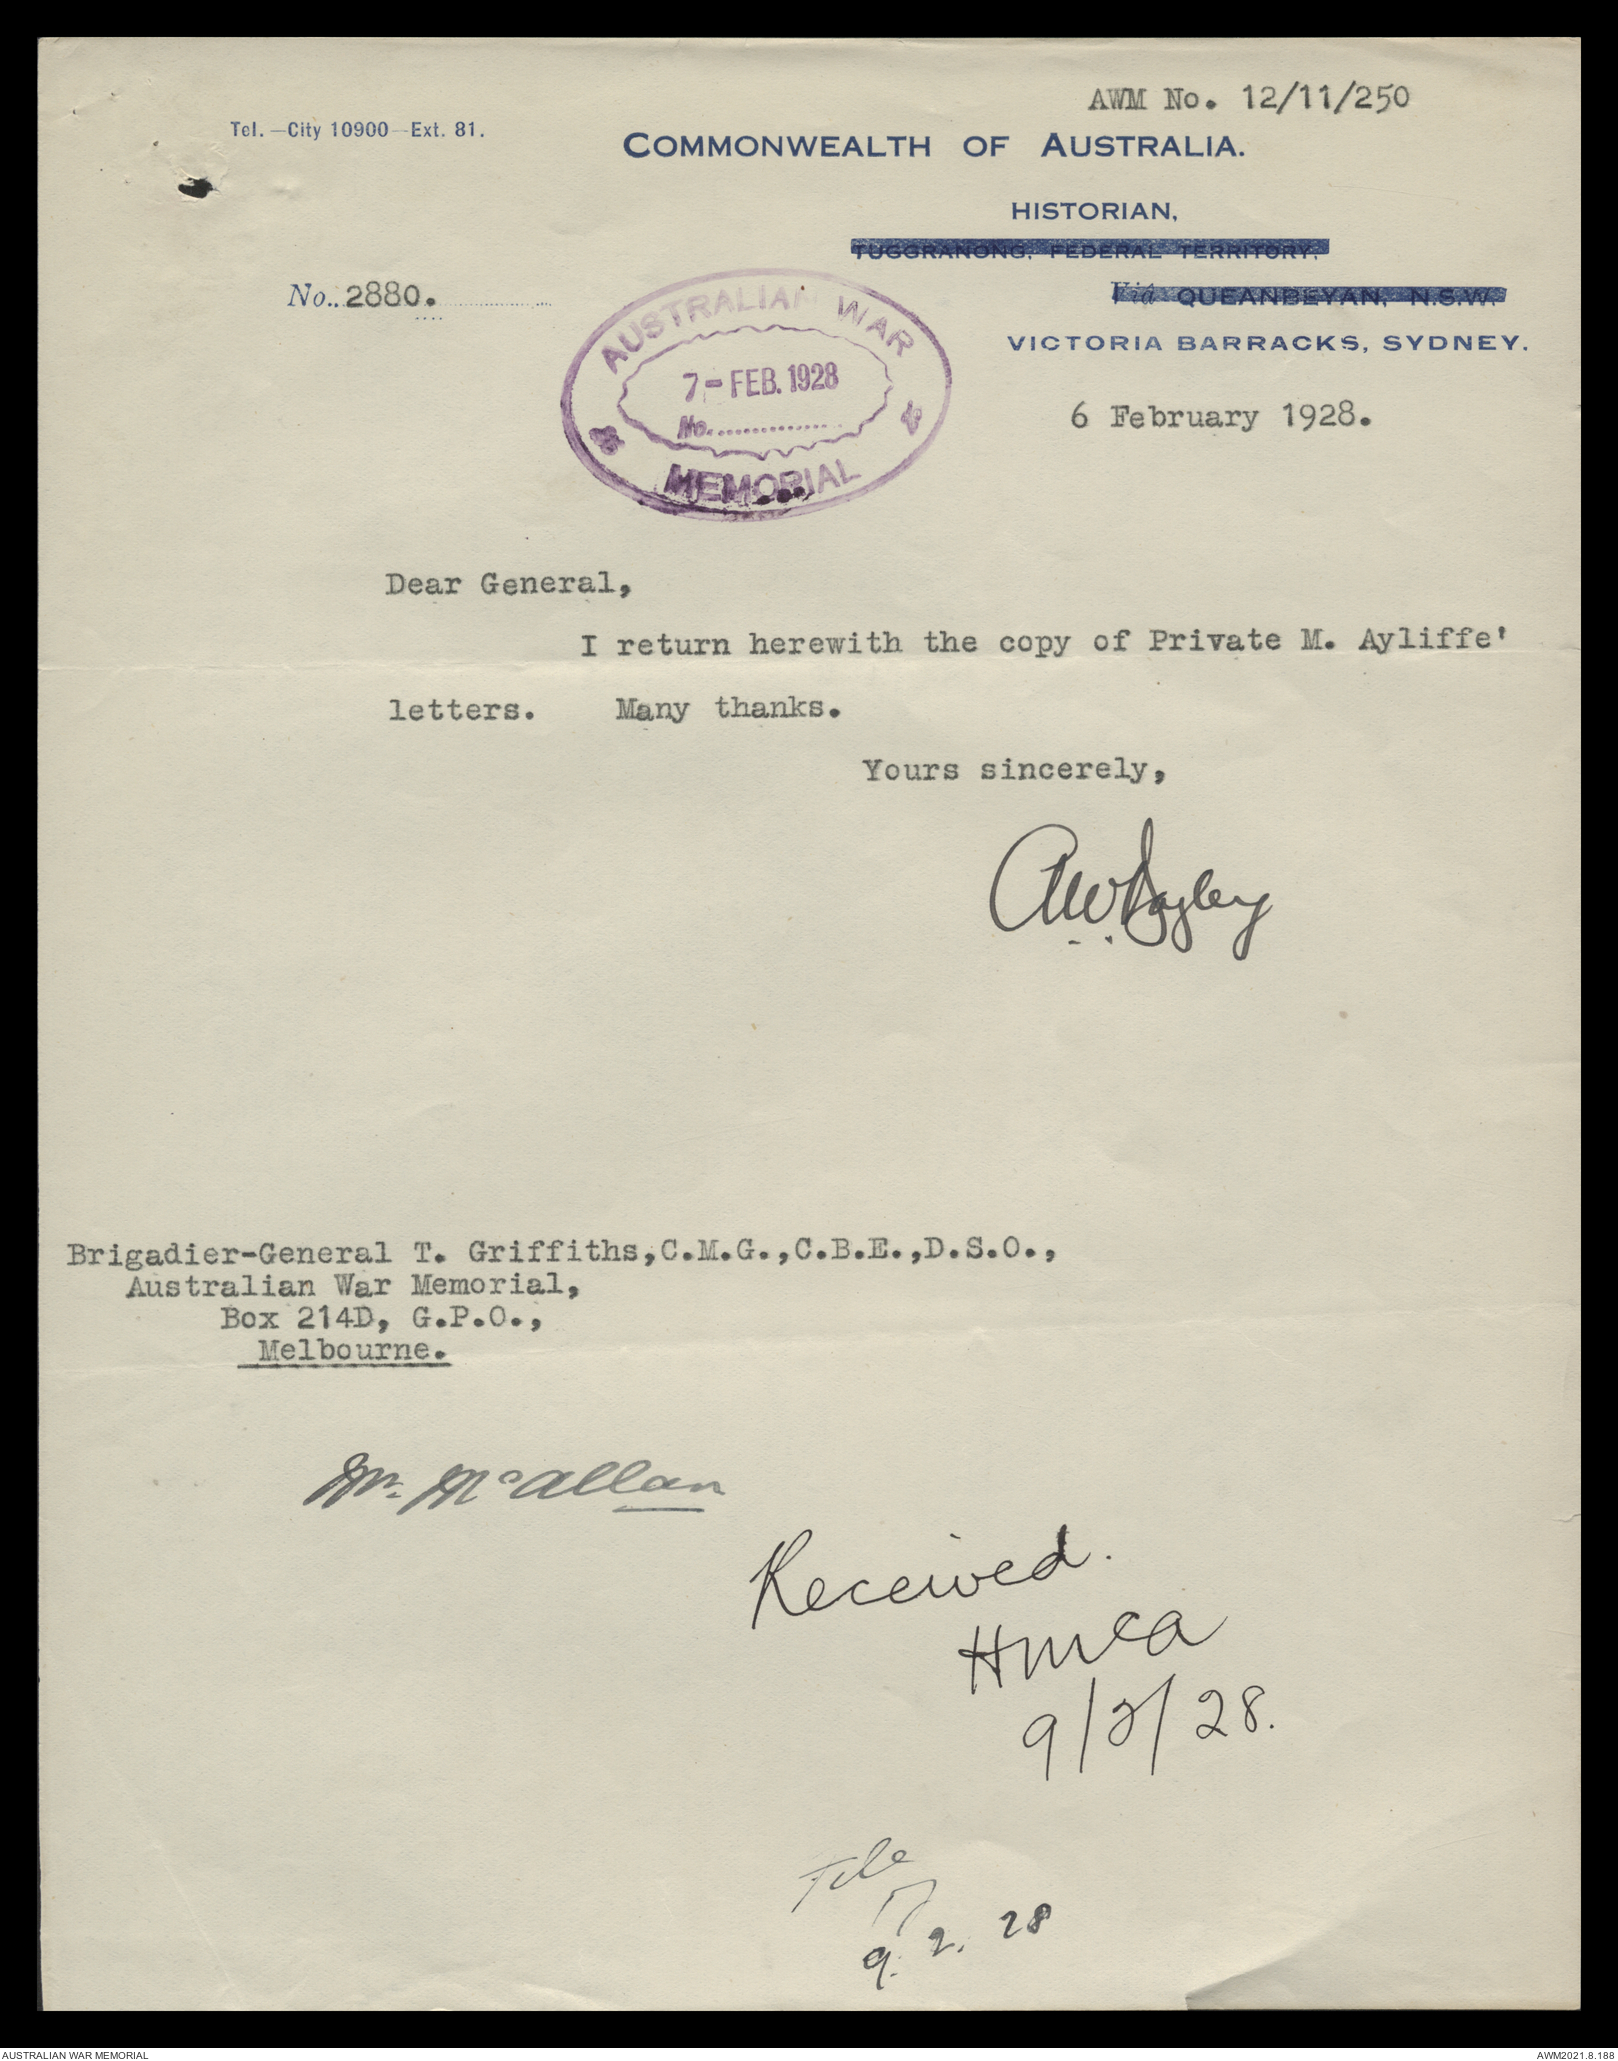 AWM No. 12/11/250
Tel.—City 10900—Ext. 81.
COMMONWEALTH OF AUSTRALIA.
HISTORIAN,
TUGGRANONG, FEDERAL TERRITORY,
No. 2880.
Viâ QUEANBEYAN, N.S.W.
VICTORIA BARRACKS, SYDNEY.
AUSTRALIAN WAR
7-FEB. 1928
No.
MEMORIAL
6 February 1928.
Dear General,
I return herewith the copy of Private M. Ayliffe'
letters. Many thanks.
Yours sincerely,
AWBazley
Brigadier-General T. Griffiths,C.M.G.,C.B.E.,D.S.O.,
Australian War Memorial,
Box 214D, G.P.O.,
Melbourne.
Mr. McAllan
Received.
HMcA
9/2/28.
File
9. 2. 28
AUSTRALIAN WAR MEMORIAL
AWM2021.8.188